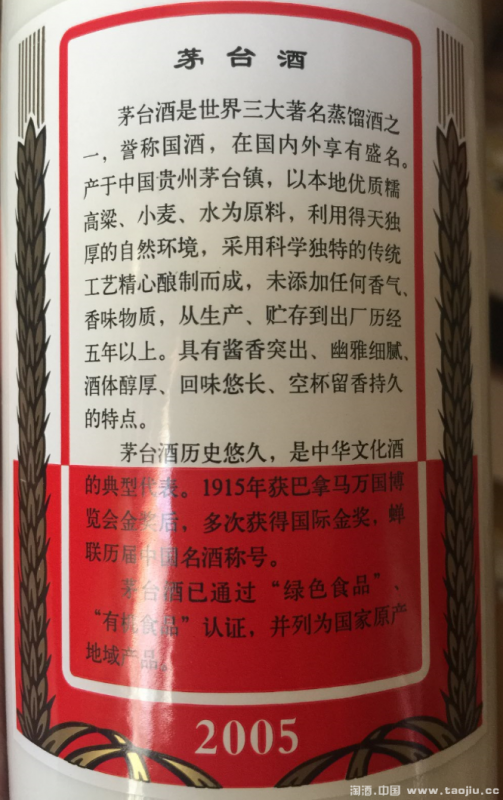 茅台酒
茅台酒是世界三大著名蒸馏酒之
一，誉称国酒，在国内外享有盛名。
产于中国贵州茅台镇，以本地优质糯
高粱、小麦、水为原料，利用得天独
厚的自然环境，采用科学独特的传统
工艺精心酿制而成，未添加任何香气、
香味物质，从生产、贮存到出厂历经
五年以上。具有酱香突出、幽雅细腻、
酒体醇厚、回味悠长、空杯留香持久
的特点。
茅台酒历史悠久，是中华文化酒
的典型代表。1915年获巴拿马万国博
览会金奖后，多次获得国际金奖，蝉
联历届中国名酒称号。
茅台酒已通过“绿色食品”、
“有机食品”认证，并列为国家原产
地域产品。
2005
淘酒.中国 www.taojiu.cc